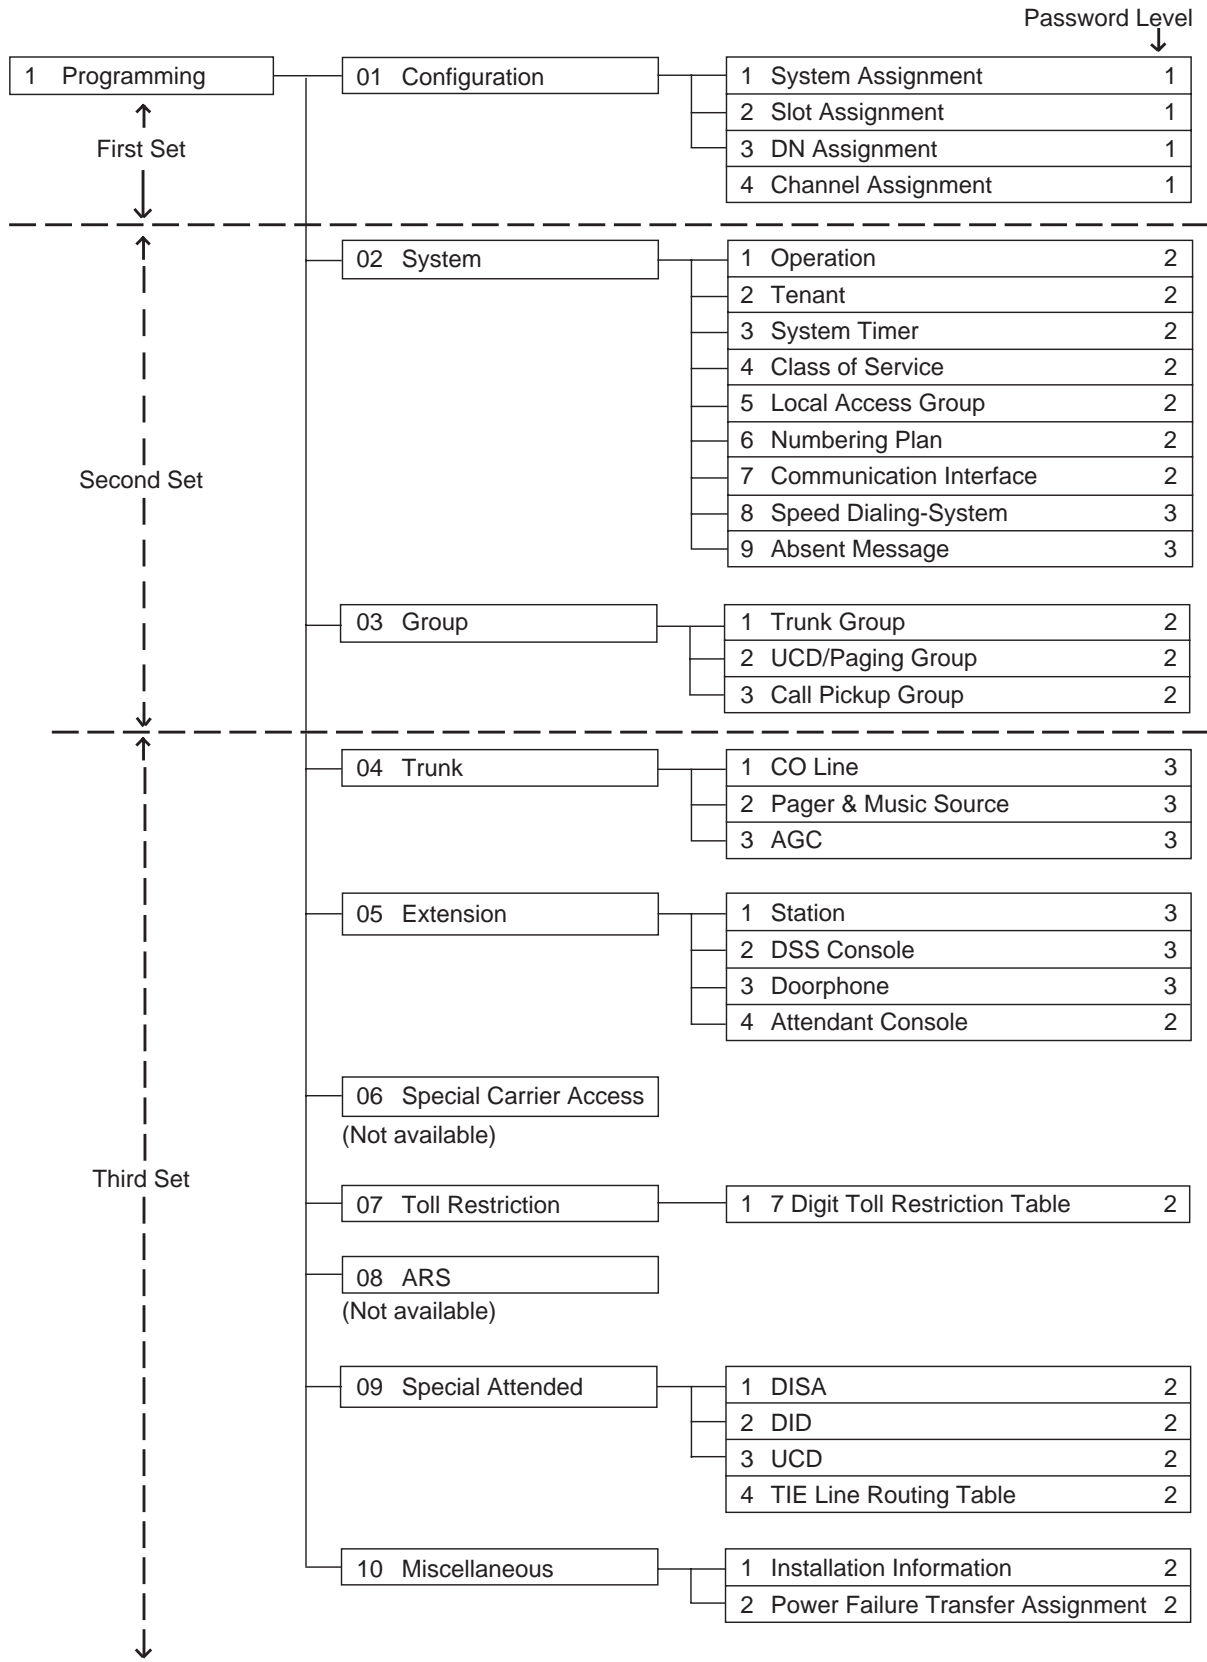 Password Level
1 Programming
01 Configuration
1 System Assignment 1
2 Slot Assignment 1
3 DN Assignment 1
4 Channel Assignment 1
First Set
02 System
1 Operation 2
2 Tenant 2
3 System Timer 2
4 Class of Service 2
5 Local Access Group 2
6 Numbering Plan 2
7 Communication Interface 2
8 Speed Dialing-System 3
9 Absent Message 3
Second Set
03 Group
1 Trunk Group 2
2 UCD/Paging Group 2
3 Call Pickup Group 2
04 Trunk
1 CO Line 3
2 Pager & Music Source 3
3 AGC 3
05 Extension
1 Station 3
2 DSS Console 3
3 Doorphone 3
4 Attendant Console 2
06 Special Carrier Access
(Not available)
Third Set
07 Toll Restriction
1 7 Digit Toll Restriction Table 2
08 ARS
(Not available)
09 Special Attended
1 DISA 2
2 DID 2
3 UCD 2
4 TIE Line Routing Table 2
10 Miscellaneous
1 Installation Information 2
2 Power Failure Transfer Assignment 2